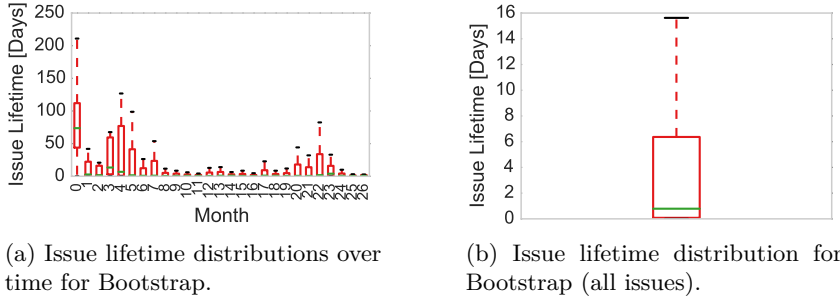 250
200
150
100
50
0
Issue Lifetime [Days]
0 1 2 3 4 5 6 7 8 9 10 11 12 13 14 15 16 17 18 19 20 21 22 23 24 25 26
Month
(a) Issue lifetime distributions over
time for Bootstrap.
16
14
12
10
8
6
4
2
0
Issue Lifetime [Days]
(b) Issue lifetime distribution for
Bootstrap (all issues).